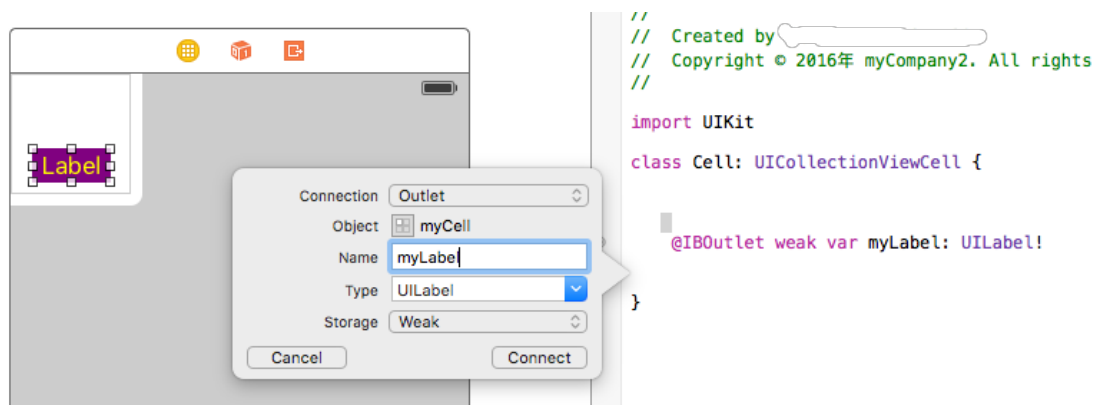 Label
Connection Outlet
Object myCell
Name myLabel
Type UILabel
Storage Weak
Cancel Connect
//
// Created by
// Copyright © 2016年 myCompany2. All rights
//
import UIKit
class Cell: UICollectionViewCell {
@IBOutlet weak var myLabel: UILabel!
}